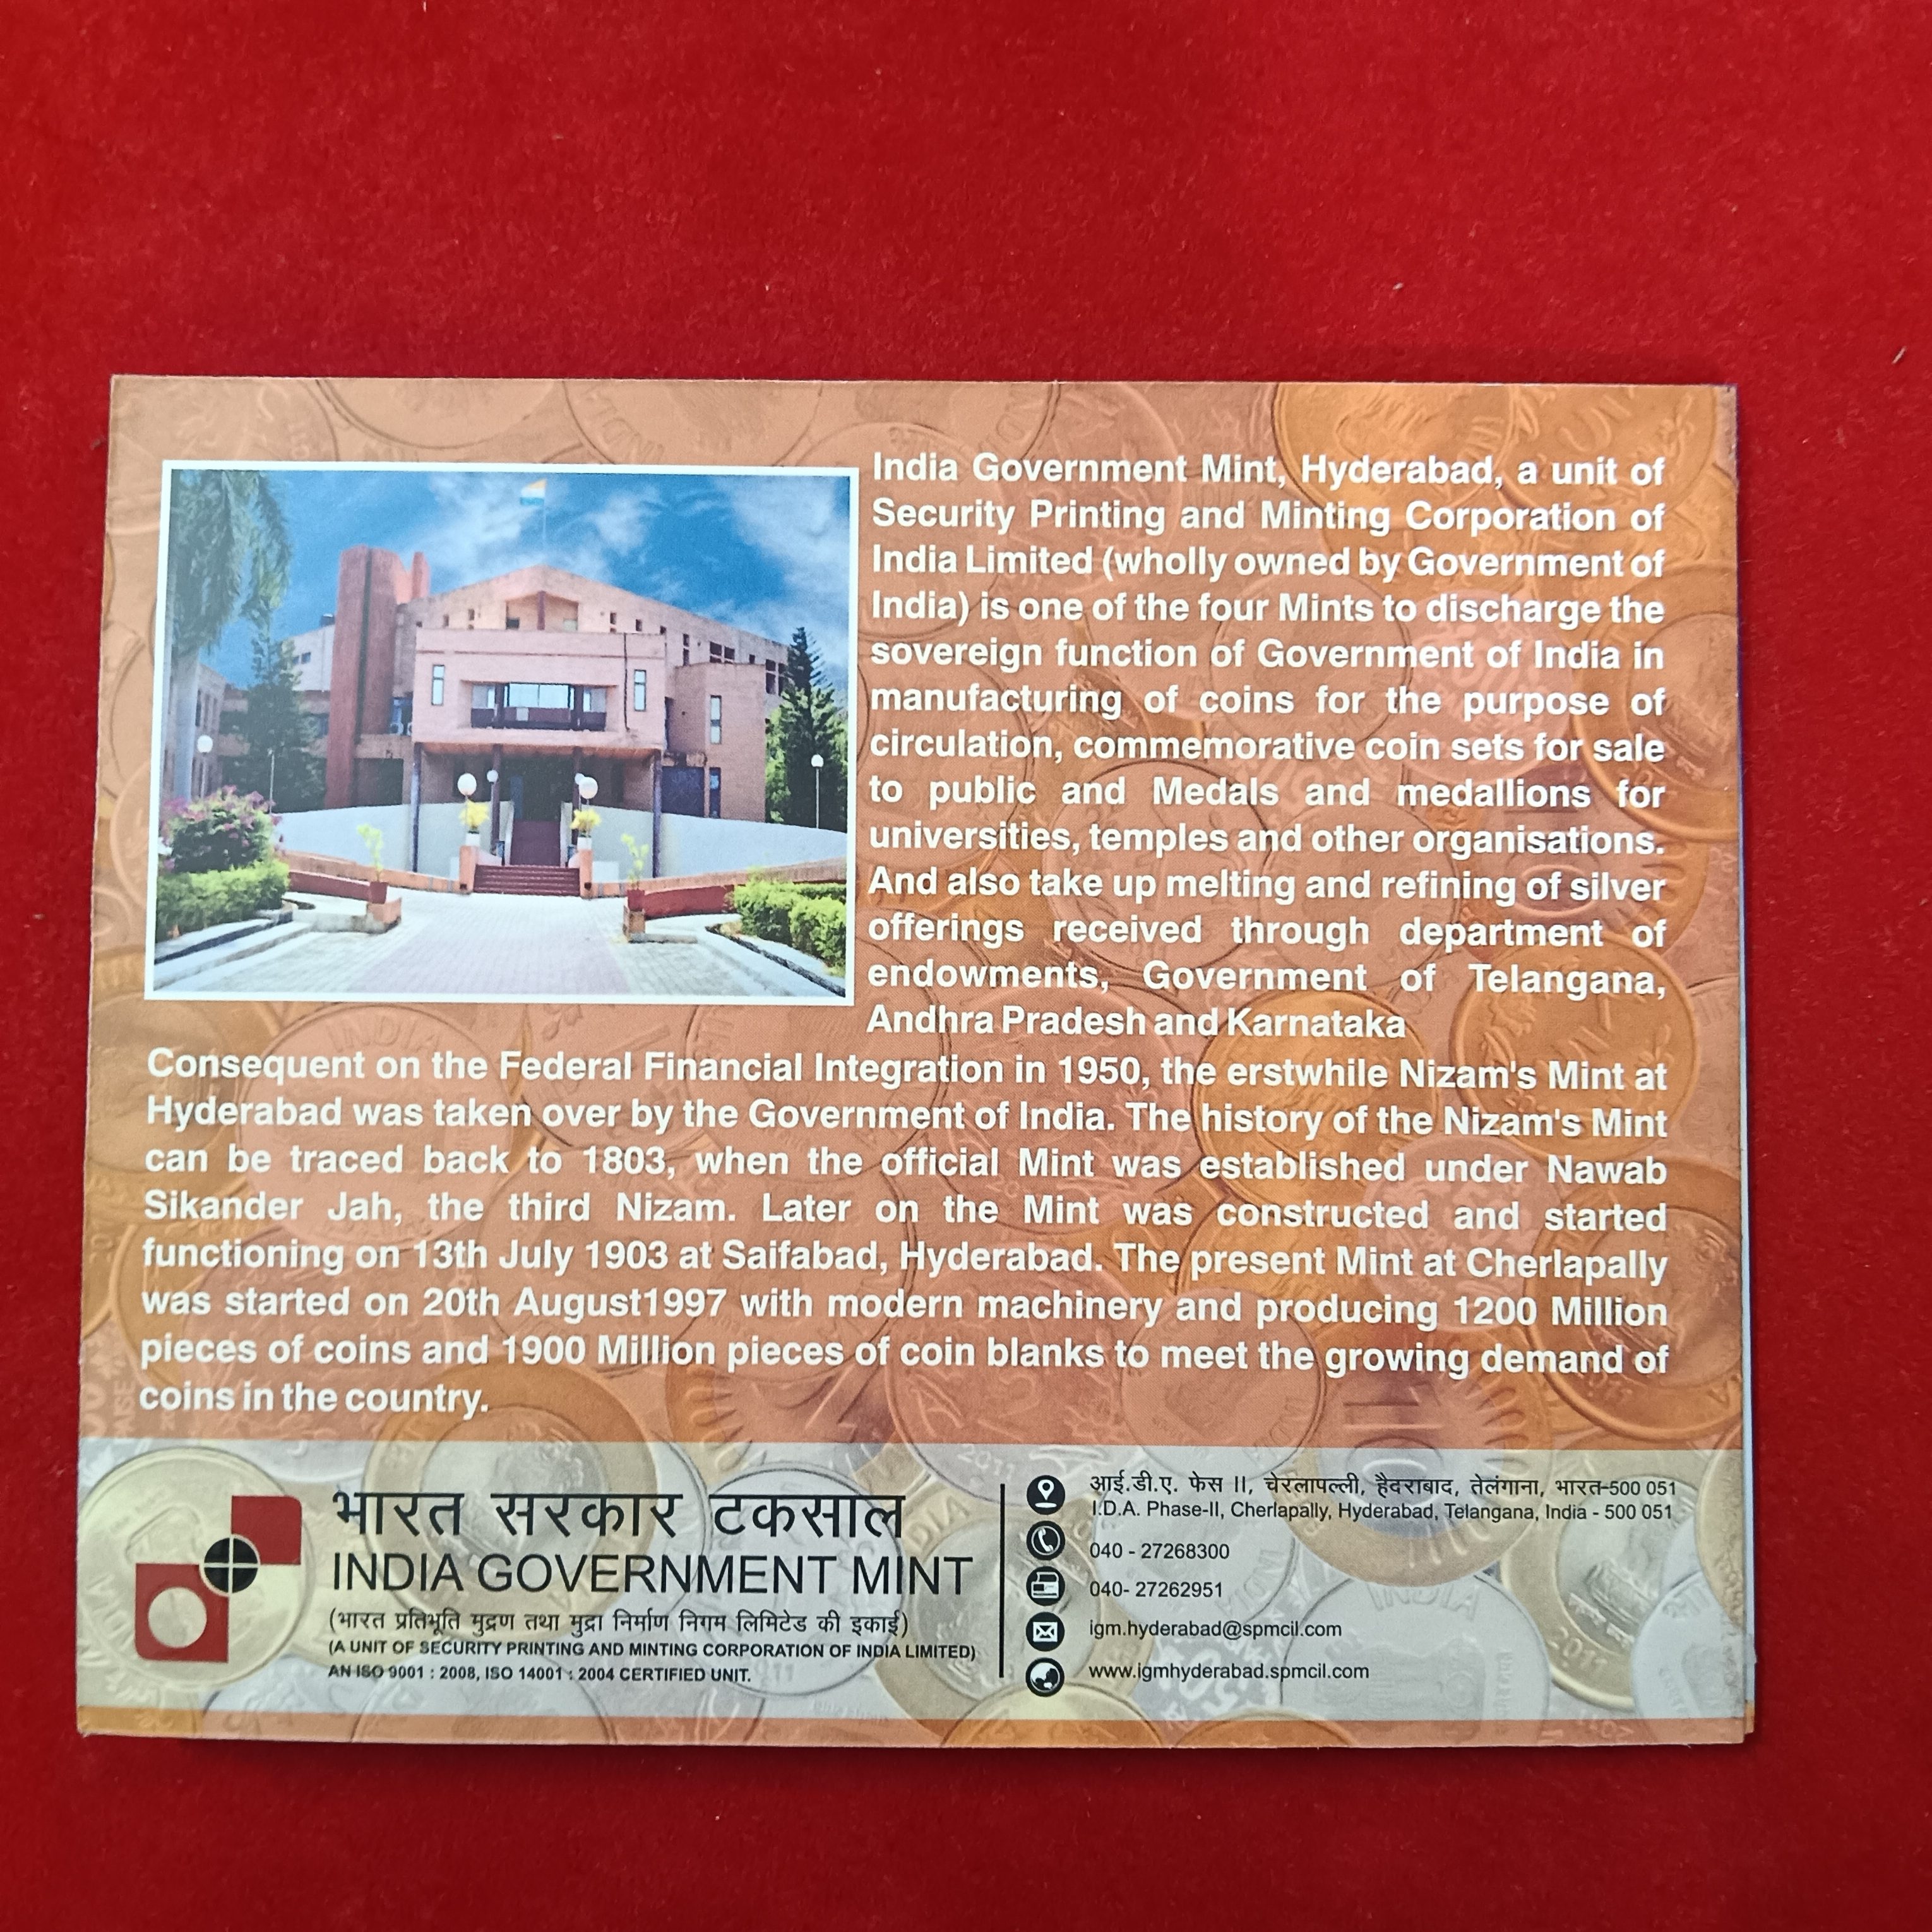 India Government Mint, Hyderabad, a unit of
Security Printing and Minting Corporation of
India Limited (wholly owned by Government of
India) is one of the four Mints to discharge the
sovereign function of Government of India in
manufacturing of coins for the purpose of
circulation, commemorative coin sets for sale
to public and Medals and medallions for
universities, temples and other organisations.
And also take up melting and refining of silver
offerings received through department of
endowments, Government of Telangana,
Andhra Pradesh and Karnataka
Consequent on the Federal Financial Integration in 1950, the erstwhile Nizam's Mint at
Hyderabad was taken over by the Government of India. The history of the Nizam's Mint
can be traced back to 1803, when the official Mint was established under Nawab
Sikander Jah, the third Nizam. Later on the Mint was constructed and started
functioning on 13th July 1903 at Saifabad, Hyderabad. The present Mint at Cherlapally
was started on 20th August1997 with modern machinery and producing 1200 Million
pieces of coins and 1900 Million pieces of coin blanks to meet the growing demand of
coins in the country.
भारत सरकार टकसाल
INDIA GOVERNMENT MINT
(भारत प्रतिभूति मुद्रण तथा मुद्रा निर्माण निगम लिमिटेड की इकाई)
(A UNIT OF SECURITY PRINTING AND MINTING CORPORATION OF INDIA LIMITED)
AN ISO 9001 : 2008, ISO 14001 : 2004 CERTIFIED UNIT.
आई.डी.ए. फेस II, चेरलापल्ली, हैदराबाद, तेलंगाना, भारत-500 051
I.D.A. Phase-II, Cherlapally, Hyderabad, Telangana, India - 500 051
040 - 27268300
040- 27262951
igm.hyderabad@spmcil.com
www.igmhyderabad.spmcil.com